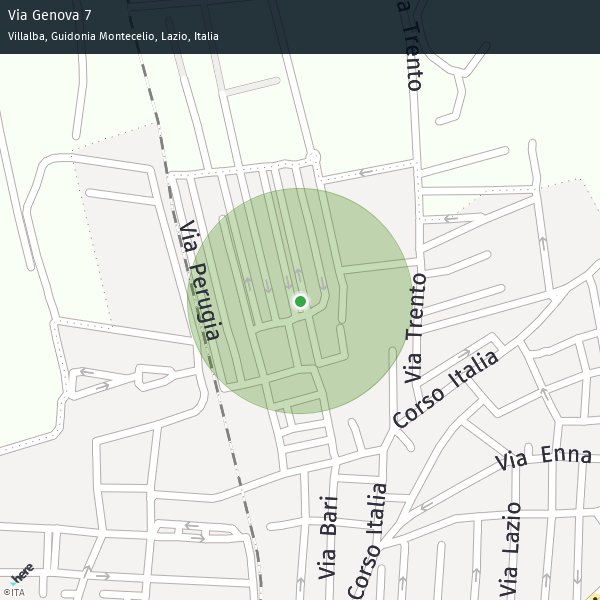 Via Genova 7
Villalba, Guidonia Montecelio, Lazio, Italia
Via Trento
Via Perugia
Via Trento
Corso Italia
Via Enna
Via Bari
Corso Italia
Via Lazio
here
©ITA